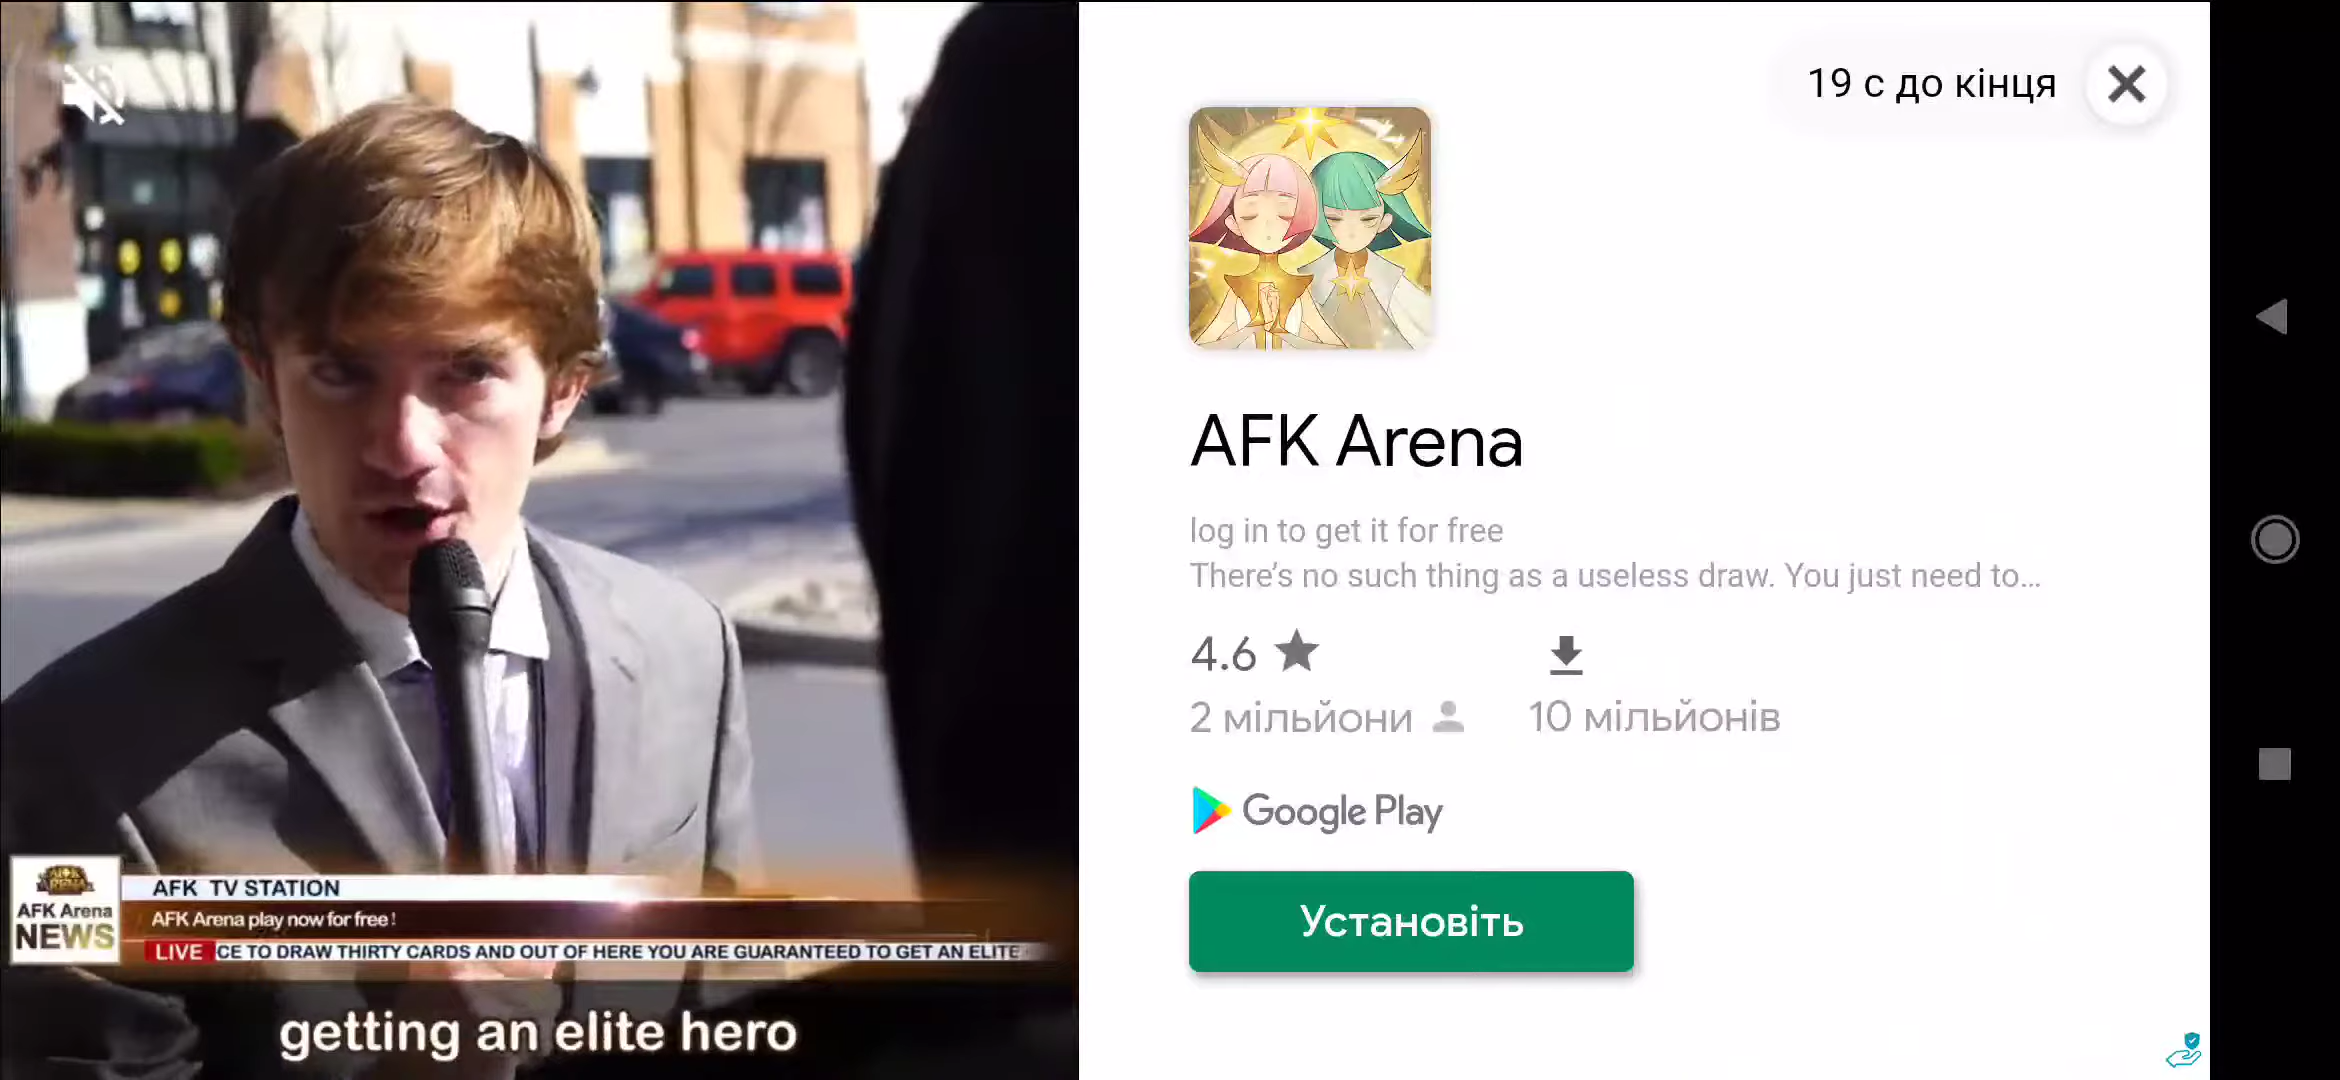 19 с до кінця
AFK Arena
log in to get it for free
There's no such thing as a useless draw. You just need to...
4.6
2 мільйони
10 мільйонів
Google Play
Установіть
AFK ARENA
AFK Arena
NEWS
AFK TV STATION
AFK Arena play now for free!
LIVE CE TO DRAW THIRTY CARDS AND OUT OF HERE YOU ARE GUARANTEED TO GET AN ELITE
getting an elite hero